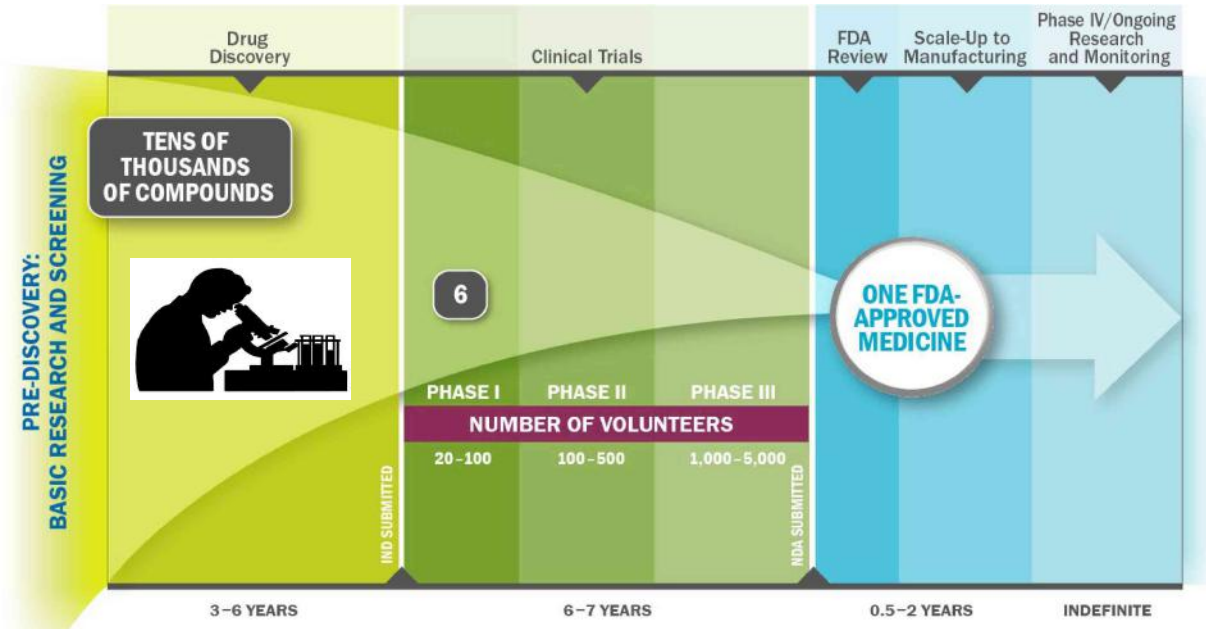 Drug
Discovery
Clinical Trials
FDA
Review
Scale-Up to
Manufacturing
Phase IV/Ongoing
Research
and Monitoring
PRE-DISCOVERY:
BASIC RESEARCH AND SCREENING
TENS OF
THOUSANDS
OF COMPOUNDS
6
ONE FDA-
APPROVED
MEDICINE
PHASE I
PHASE II
PHASE III
NUMBER OF VOLUNTEERS
20–100
100–500
1,000–5,000
IND SUBMITTED
NDA SUBMITTED
3–6 YEARS
6–7 YEARS
0.5–2 YEARS
INDEFINITE